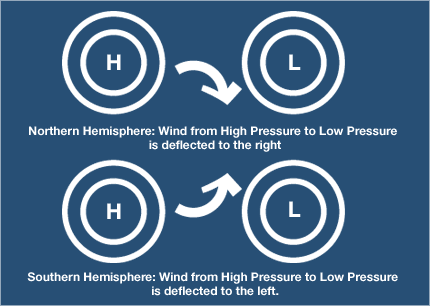 H L
Northern Hemisphere: Wind from High Pressure to Low Pressure
is deflected to the right
H L
Southern Hemisphere: Wind from High Pressure to Low Pressure
is deflected to the left.